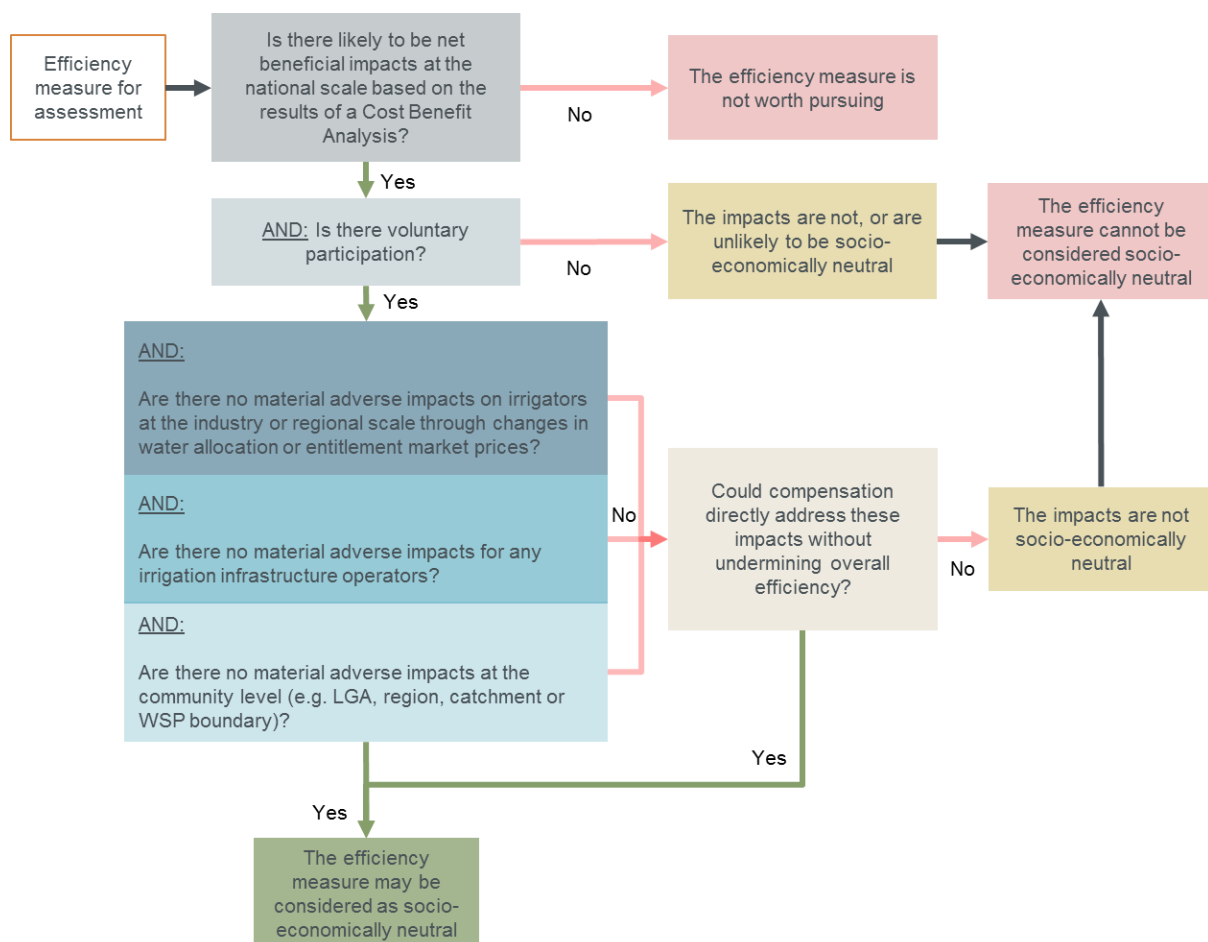 Efficiency
measure for
assessment
Is there likely to be net
beneficial impacts at the
national scale based on the
results of a Cost Benefit
Analysis?
No
The efficiency measure is
not worth pursuing
Yes
AND: Is there voluntary
participation?
No
The impacts are not, or are
unlikely to be socio-
economically neutral
The efficiency
measure cannot be
considered socio-
economically neutral
Yes
AND:
Are there no material adverse impacts on irrigators
at the industry or regional scale through changes in
water allocation or entitlement market prices?
AND:
Are there no material adverse impacts for any
irrigation infrastructure operators?
AND:
Are there no material adverse impacts at the
community level (e.g. LGA, region, catchment or
WSP boundary)?
No
Could compensation
directly address these
impacts without
undermining overall
efficiency?
No
The impacts are not
socio-economically
neutral
Yes
Yes
The efficiency
measure may be
considered as socio-
economically neutral